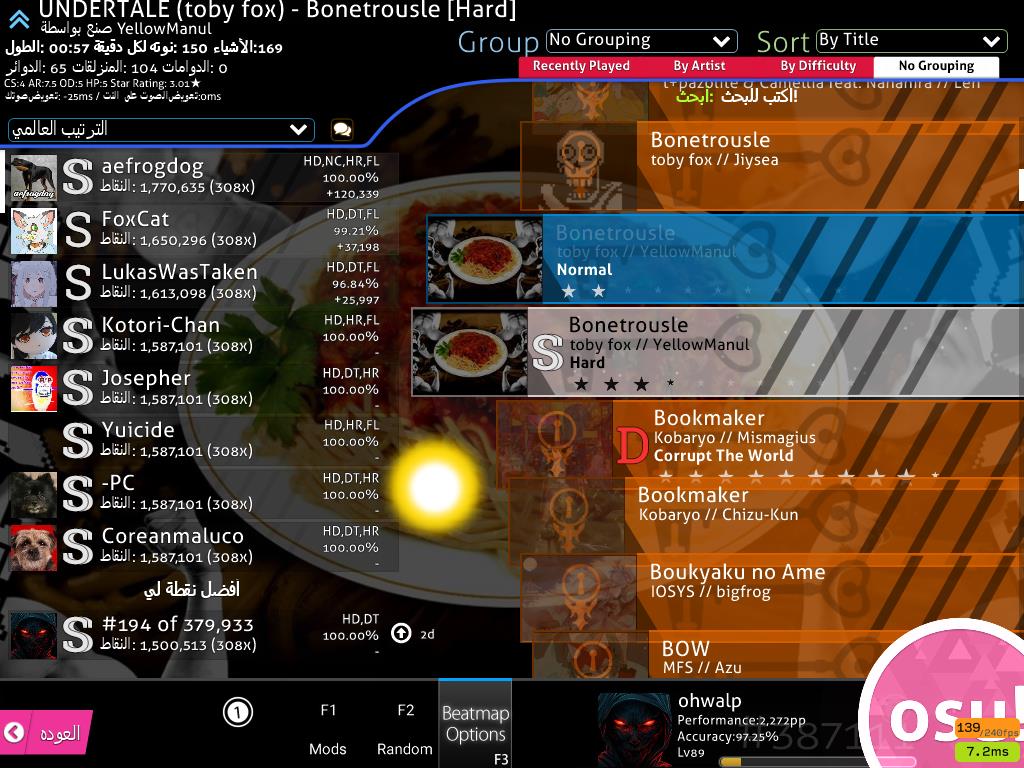 UNDERTALE (toby fox) - Bonetrousle [Hard]
صنع بواسطة YellowManul
الطول: 00:57 نوته لكل دقيقة: 150 الأشياء: 169
الدوائر: 65 المنزلقات: 104 الدوامات: 0
CS:4 AR:7.5 OD:5 HP:5 Star Rating: 3.01★
Group
No Grouping
Sort
By Title
Recently Played
By Artist
By Difficulty
No Grouping
الترتيب العالمي
ابحث: اكتب للبحث!
aefrogdog
النقاط: 1,770,635 (308x)
HD,NC,HR,FL
100.00%
+120,339
FoxCat
النقاط: 1,650,296 (308x)
HD,DT,FL
99.21%
+37,198
LukasWasTaken
النقاط: 1,613,098 (308x)
HD,DT,FL
96.84%
+25,997
Kotori-Chan
النقاط: 1,587,101 (308x)
HD,HR,FL
100.00%
-
Josepher
النقاط: 1,587,101 (308x)
HD,DT,HR
100.00%
-
Yuicide
النقاط: 1,587,101 (308x)
HD,HR,FL
100.00%
-
-PC
النقاط: 1,587,101 (308x)
HD,DT,HR
100.00%
-
Coreanmaluco
النقاط: 1,587,101 (308x)
HD,DT,HR
100.00%
-
افضل نقطة لي
#194 of 379,933
النقاط: 1,500,513 (308x)
HD,DT
100.00%
-
2d
Bonetrousle
toby fox // Jiysea
Bonetrousle
toby fox // YellowManul
Normal
Bonetrousle
toby fox // YellowManul
Hard
Bookmaker
Kobaryo // Mismagius
Corrupt The World
Bookmaker
Kobaryo // Chizu-Kun
Boukyaku no Ame
IOSYS // bigfrog
BOW
MFS // Azu
العوده
1
F1
Mods
F2
Random
Beatmap
Options
F3
ohwalp
Performance:2,272pp
Accuracy:97.25%
Lv89
osu!
139/240fps
7.2ms